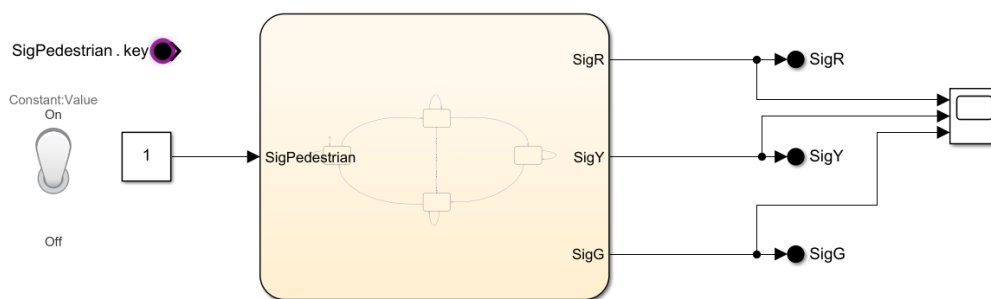 SigPedestrian . key
Constant:Value
On
Off
1
SigPedestrian
SigR
SigY
SigG
SigR
SigY
SigG